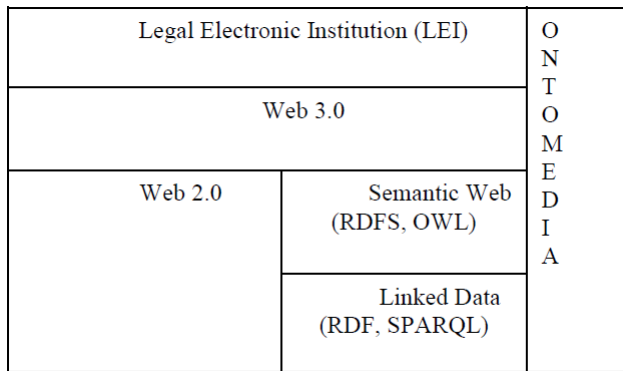 Legal Electronic Institution (LEI)
Web 3.0
Web 2.0
Semantic Web
(RDFS, OWL)
Linked Data
(RDF, SPARQL)
O
N
T
O
M
E
D
I
A